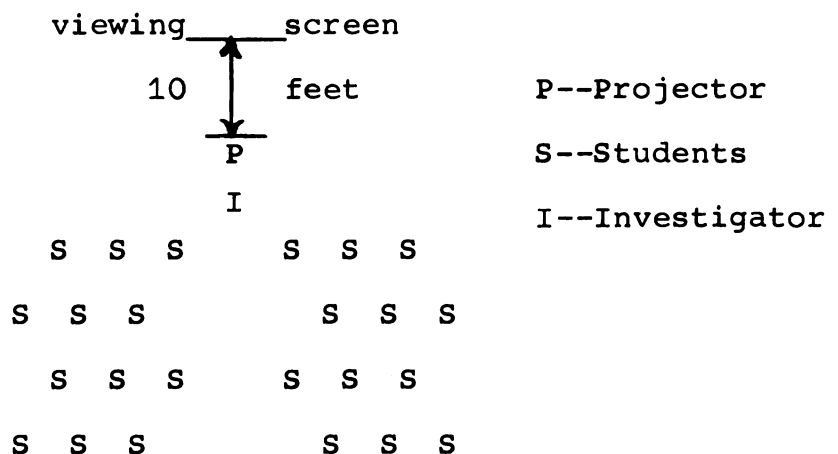 viewing screen
10 feet
P--Projector
P
S--Students
I
I--Investigator
S S S S S S
S S S S S S
S S S S S S
S S S S S S